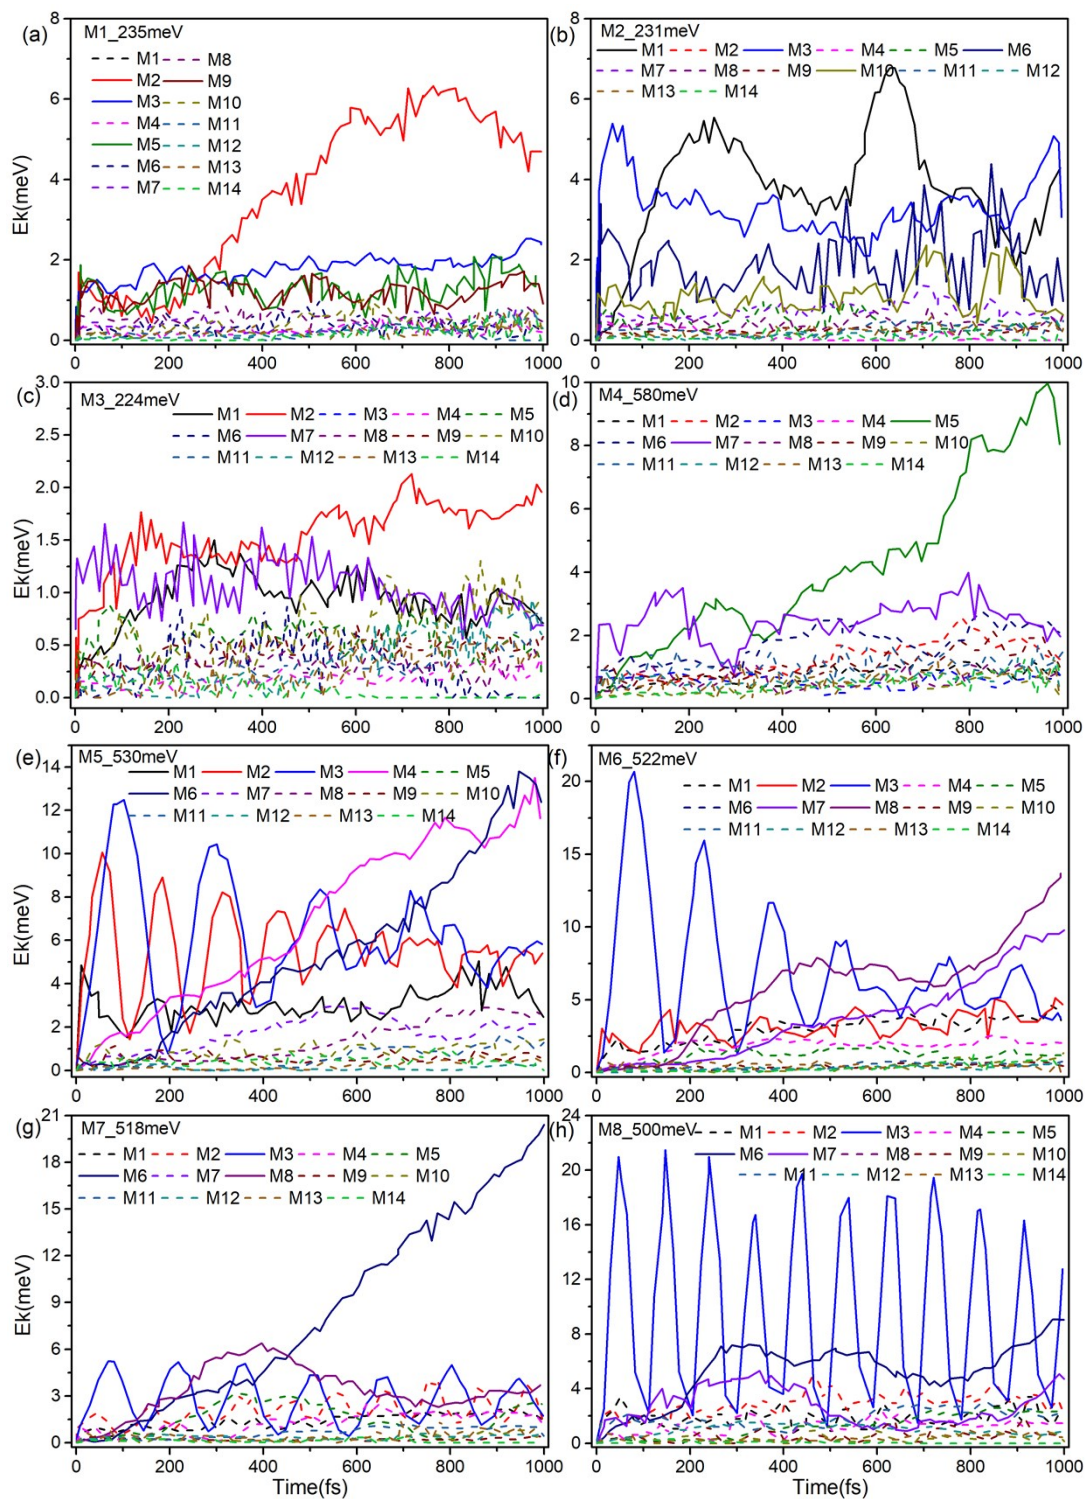 (a) M1_235meV
M1 M8
M2 M9
M3 M10
M4 M11
M5 M12
M6 M13
M7 M14
Ek(meV)
8
6
4
2
0
0 200 400 600 800 1000
(b) M2_231meV
M1 M2 M3 M4 M5 M6
M7 M8 M9 M10 M11 M12
M13 M14
8
6
4
2
0
0 200 400 600 800 1000
(c) M3_224meV
M1 M2 M3 M4 M5
M6 M7 M8 M9 M10
M11 M12 M13 M14
Ek(meV)
3.0
2.5
2.0
1.5
1.0
0.5
0.0
0 200 400 600 800 1000
(d) M4_580meV
M1 M2 M3 M4 M5
M6 M7 M8 M9 M10
M11 M12 M13 M14
10
8
6
4
2
0
0 200 400 600 800 1000
(e) M5_530meV
M1 M2 M3 M4 M5
M6 M7 M8 M9 M10
M11 M12 M13 M14
Ek(meV)
14
12
10
8
6
4
2
0
0 200 400 600 800 1000
(f) M6_522meV
M1 M2 M3 M4 M5
M6 M7 M8 M9 M10
M11 M12 M13 M14
20
15
10
5
0
0 200 400 600 800 1000
(g) M7_518meV
M1 M2 M3 M4 M5
M6 M7 M8 M9 M10
M11 M12 M13 M14
Ek(meV)
21
18
15
12
9
6
3
0
0 200 400 600 800 1000
Time(fs)
(h) M8_500meV
M1 M2 M3 M4 M5
M6 M7 M8 M9 M10
M11 M12 M13 M14
24
20
16
12
8
4
0
0 200 400 600 800 1000
Time(fs)